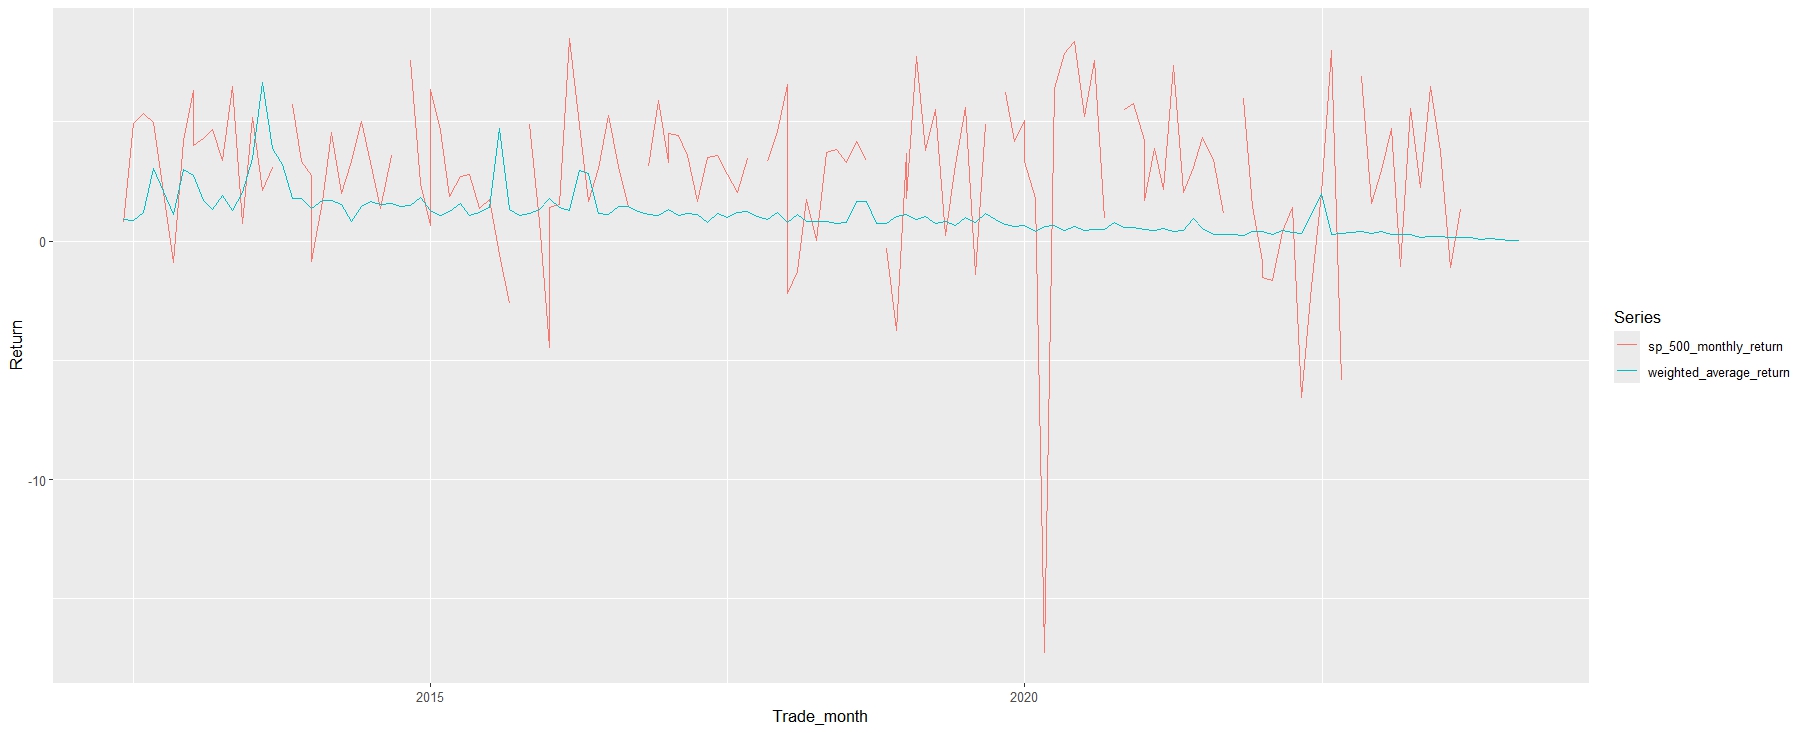 0
-10
Return
2015
2020
Trade_month
Series
sp_500_monthly_return
weighted_average_return